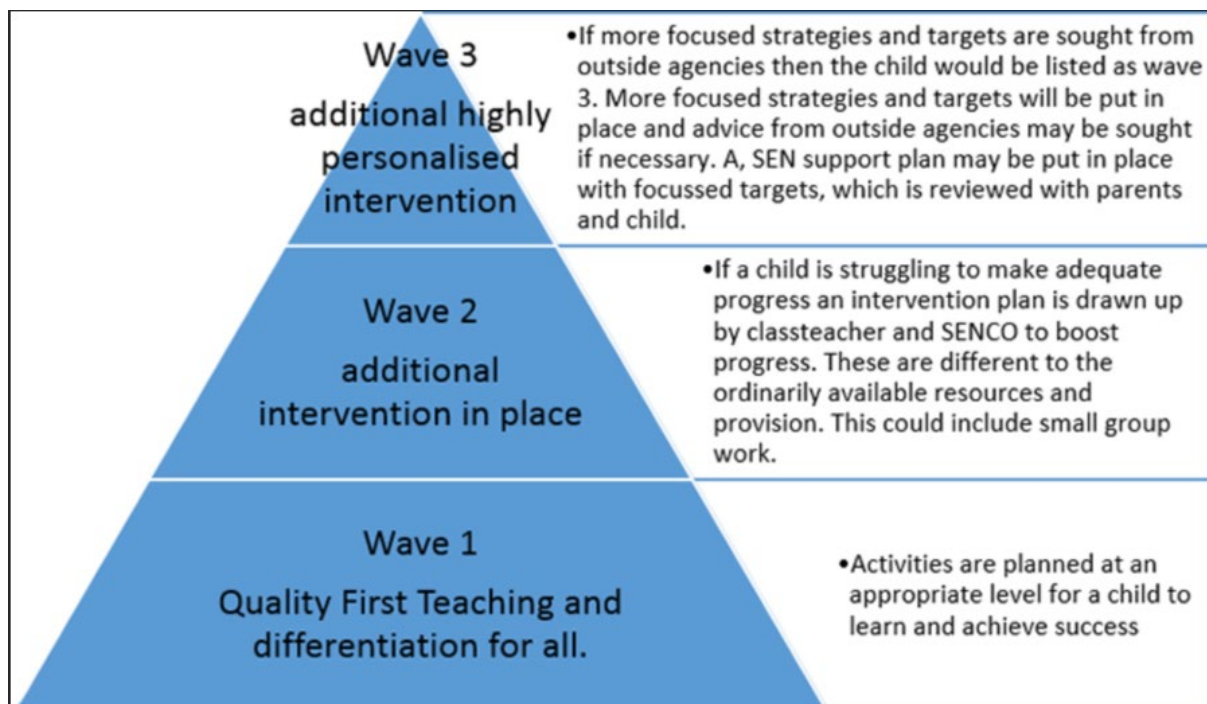 Wave 3
additional highly
personalised
intervention
•If more focused strategies and targets are sought from
outside agencies then the child would be listed as wave
3. More focused strategies and targets will be put in
place and advice from outside agencies may be sought
if necessary. A, SEN support plan may be put in place
with focussed targets, which is reviewed with parents
and child.
Wave 2
additional
intervention in place
•If a child is struggling to make adequate
progress an intervention plan is drawn up
by classteacher and SENCO to boost
progress. These are different to the
ordinarily available resources and
provision. This could include small group
work.
Wave 1
Quality First Teaching and
differentiation for all.
•Activities are planned at an
appropriate level for a child to
learn and achieve success